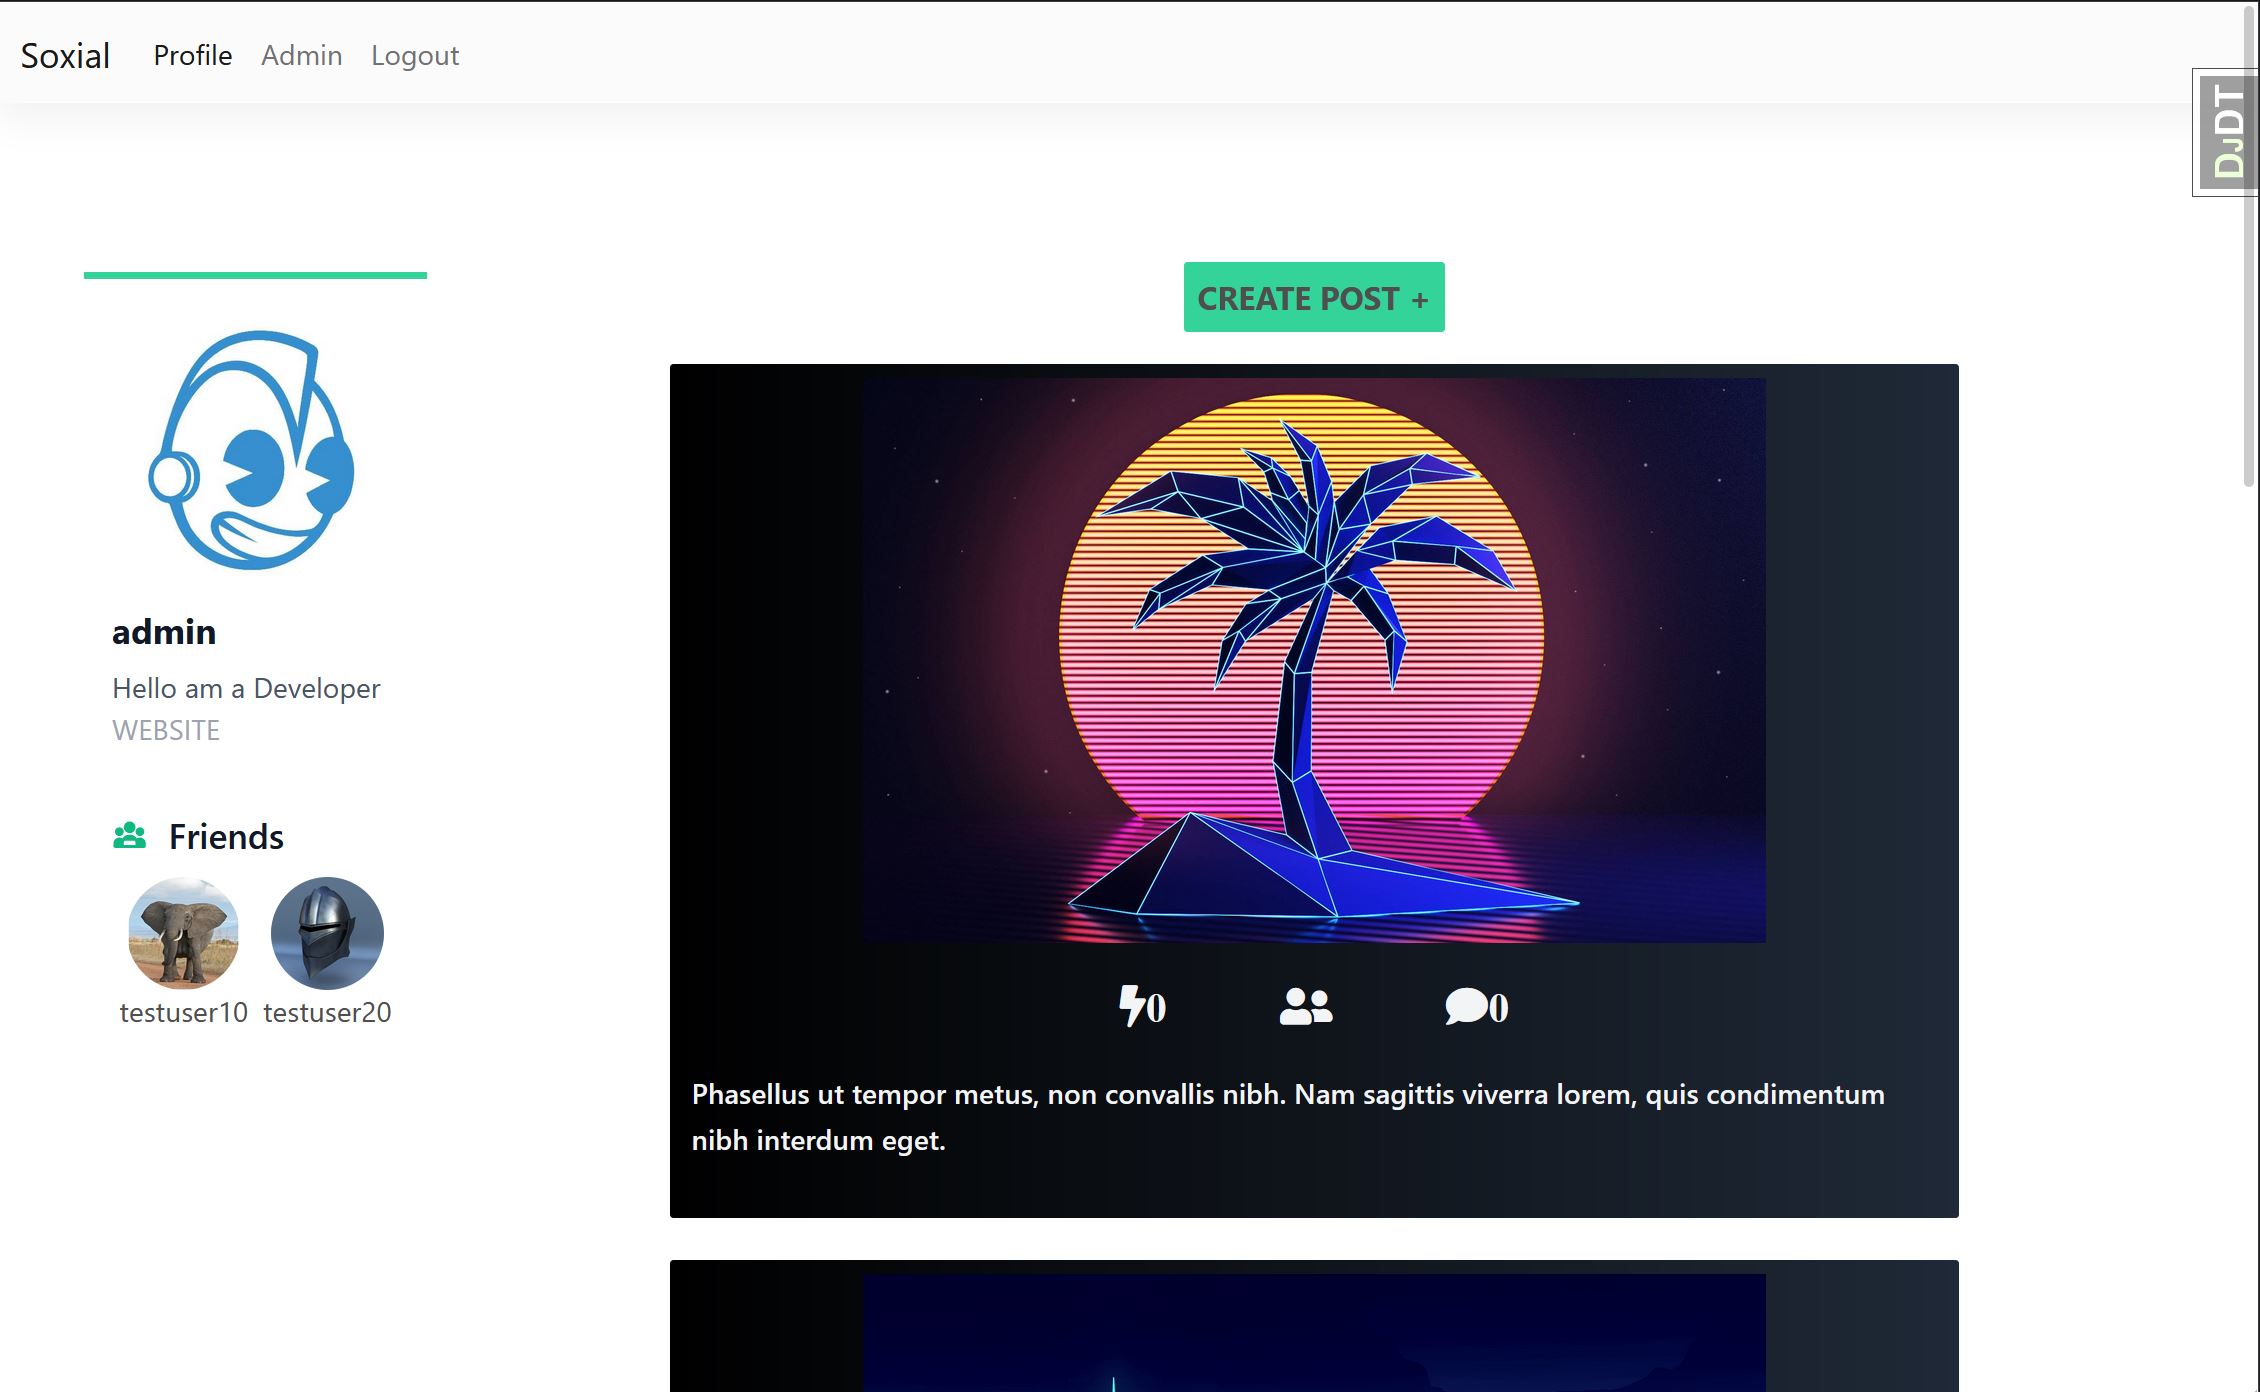 Soxial Profile Admin Logout
DJDT
CREATE POST +
admin
Hello am a Developer
WEBSITE
Friends
testuser10 testuser20
0 0
Phasellus ut tempor metus, non convallis nibh. Nam sagittis viverra lorem, quis condimentum
nibh interdum eget.